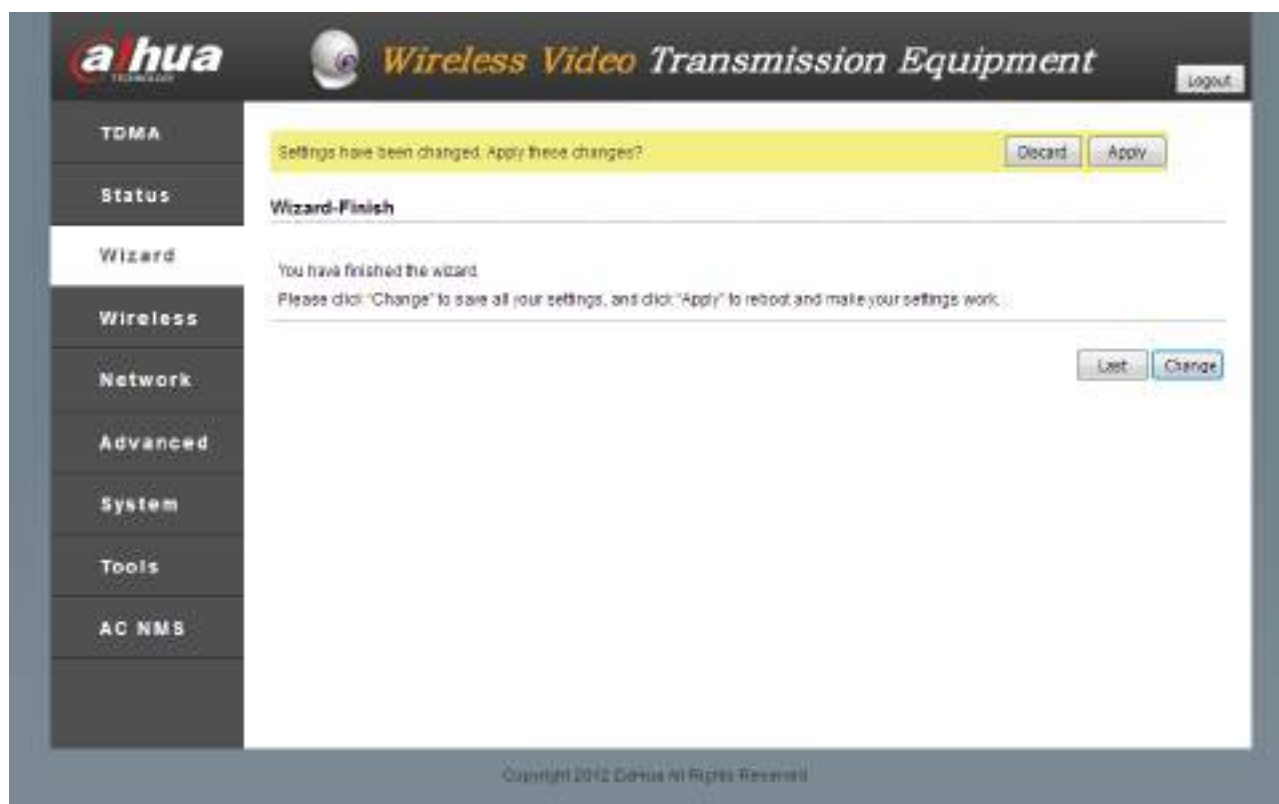 alhua
TECHNOLOGY
Wireless Video Transmission Equipment
Logout
TDMA
Status
Wizard
Wireless
Network
Advanced
System
Tools
AC NMS
Settings have been changed. Apply these changes?
Discard
Apply
Wizard-Finish
You have finished the wizard.
Please click "Change" to save all your settings, and click "Apply" to reboot and make your settings work.
Last
Change
Copyright 2012 DaHua All Rights Reserved